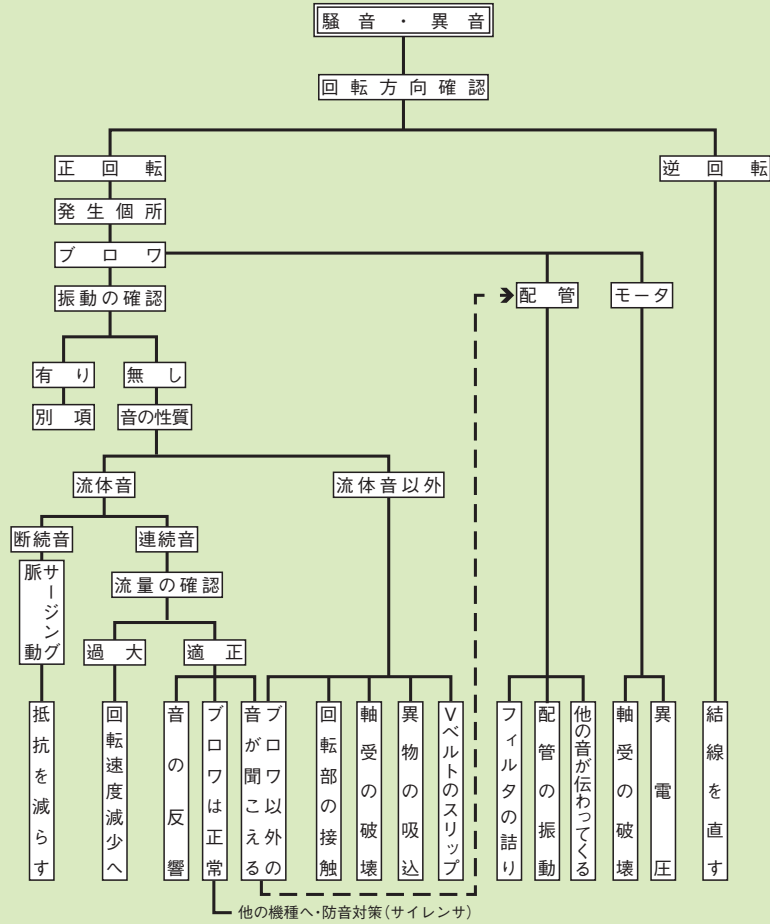 騒音・異音
回転方向確認
正回転
逆回転
発生個所
ブロワ
振動の確認
配管
モータ
有り
無し
別項
音の性質
流体音
流体音以外
断続音
連続音
サージング
脈動
流量の確認
過大
適正
抵抗を減らす
回転速度減少へ
音の反響
ブロワは正常
ブロワ以外の
音が聞こえる
回転部の接触
軸受の破壊
異物の吸込
Vベルトのスリップ
フィルタの詰り
配管の振動
他の音が伝わってくる
軸受の破壊
異電圧
結線を直す
他の機種へ・防音対策(サイレンサ)